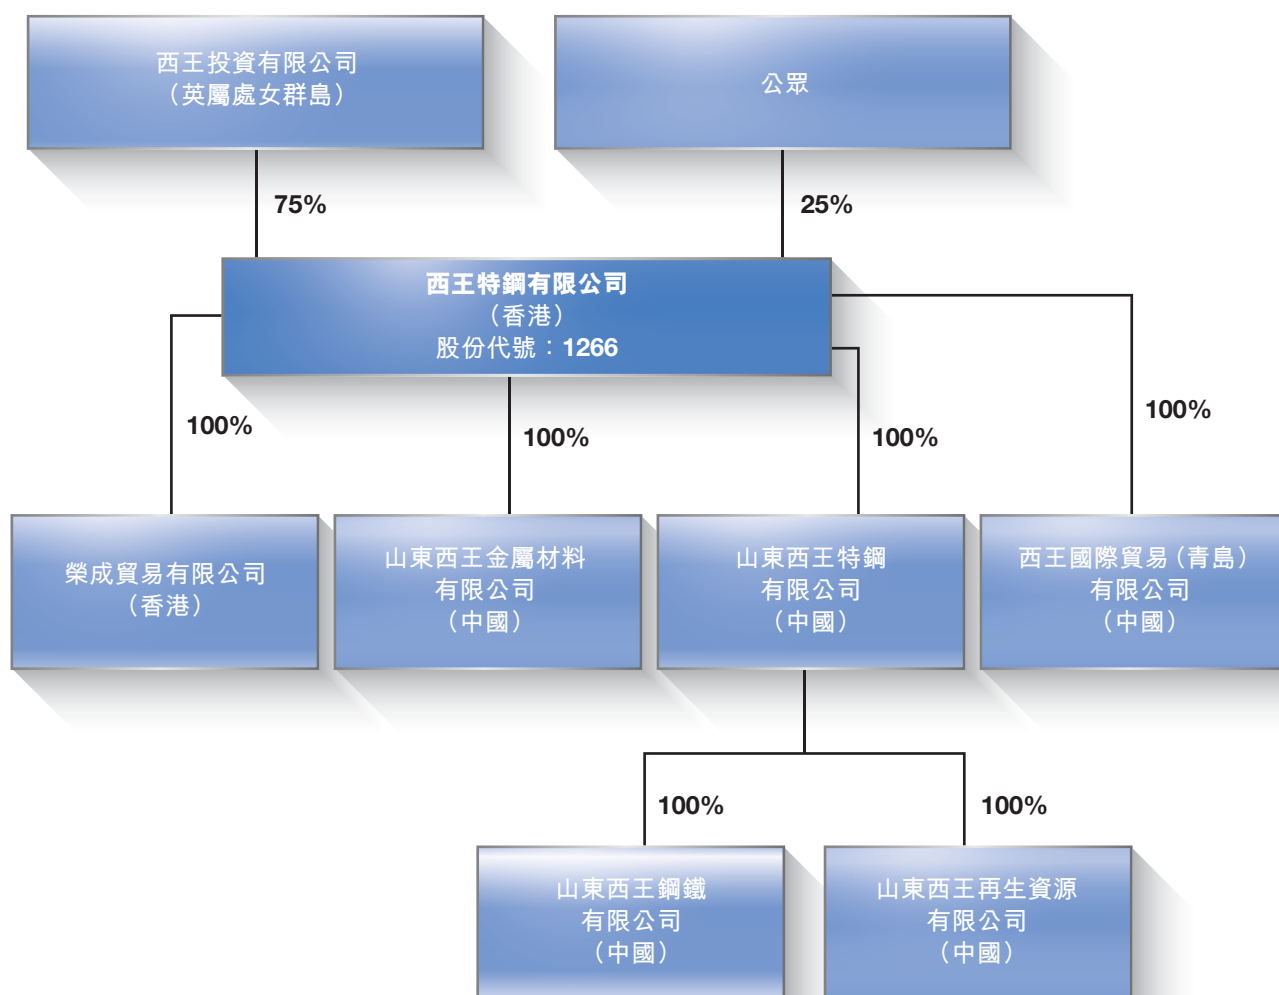 西王投資有限公司
（英屬處女群島）
公眾
75%
25%
西王特鋼有限公司
（香港）
股份代號：1266
100%
100%
100%
100%
榮成貿易有限公司
（香港）
山東西王金屬材料
有限公司
（中國）
山東西王特鋼
有限公司
（中國）
西王國際貿易（青島）
有限公司
（中國）
100%
100%
山東西王鋼鐵
有限公司
（中國）
山東西王再生資源
有限公司
（中國）